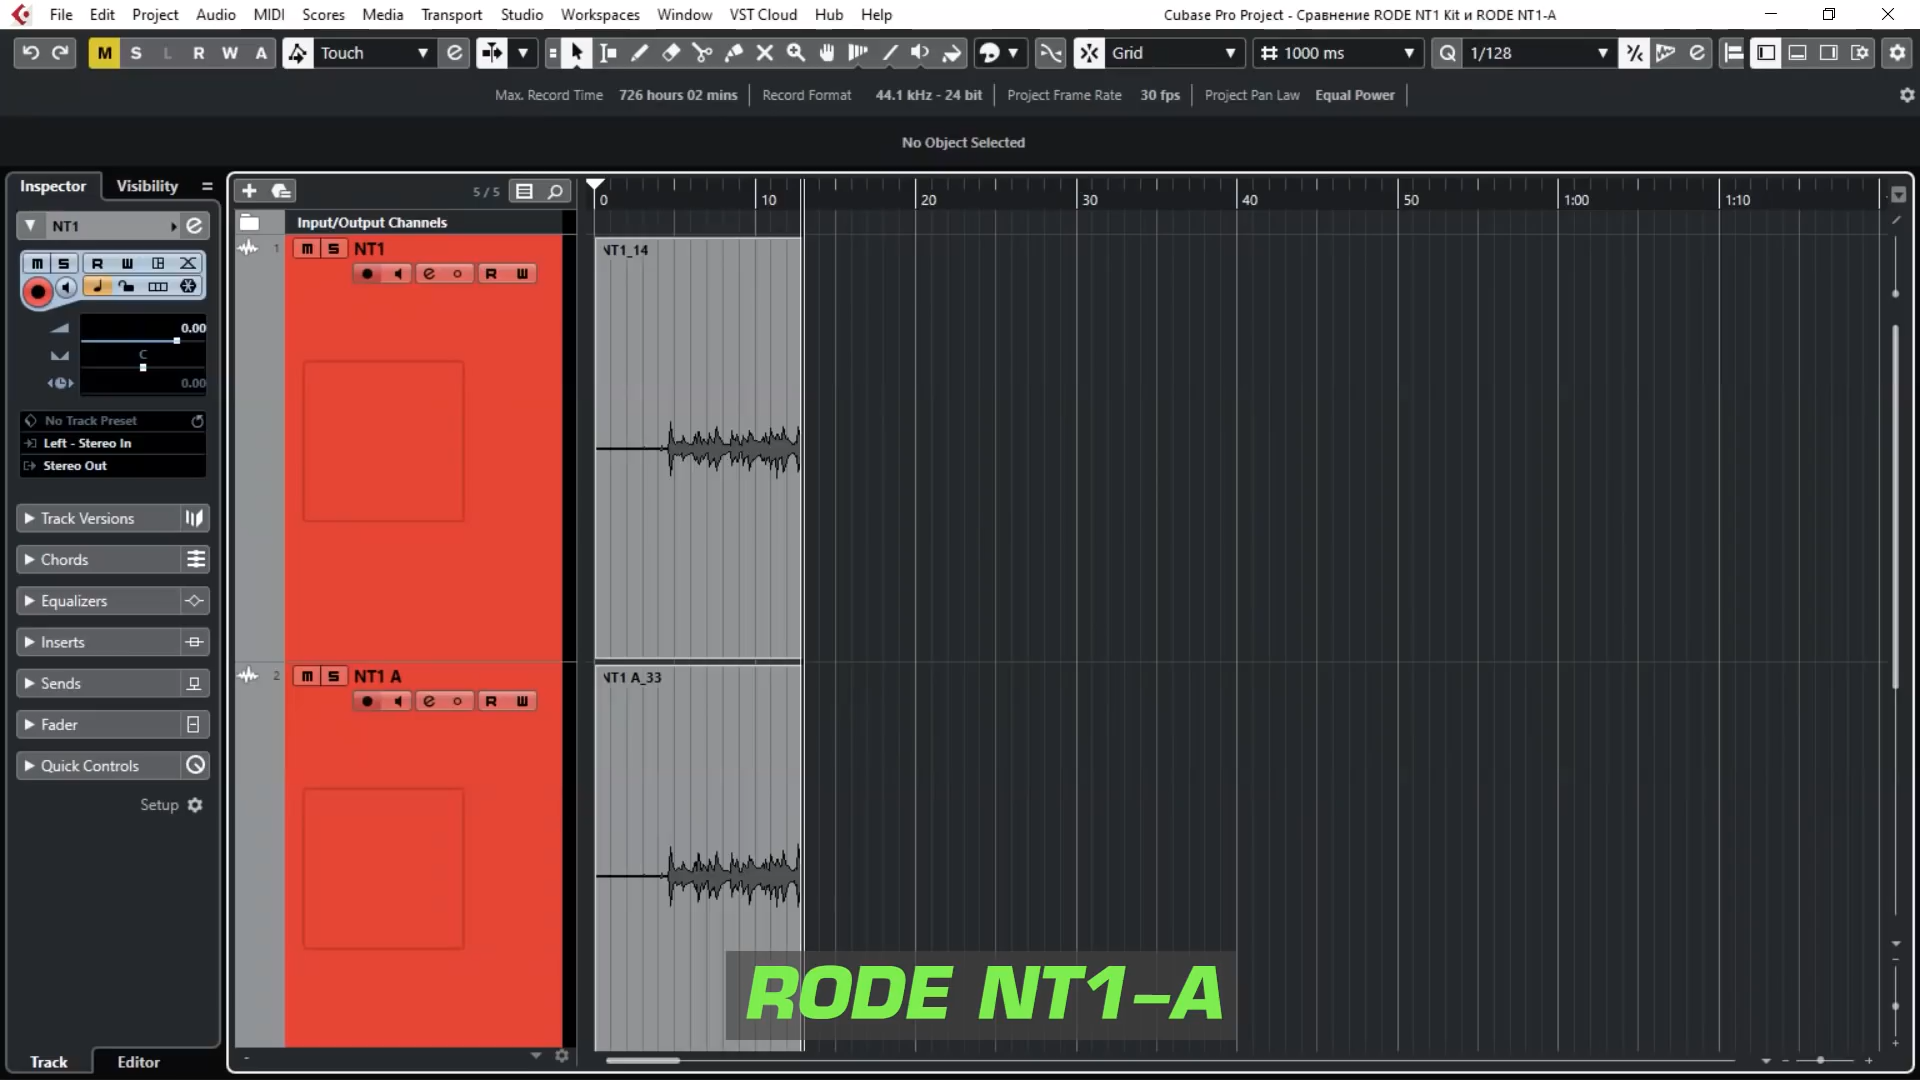 File Edit Project Audio MIDI Scores Media Transport Studio Workspaces Window VST Cloud Hub Help Cubase Pro Project - Сравнение RODE NT1 Kit и RODE NT1-A
M S L R W A Touch Grid 1000 ms Q 1/128
Max. Record Time 726 hours 02 mins Record Format 44.1 kHz - 24 bit Project Frame Rate 30 fps Project Pan Law Equal Power
No Object Selected
Inspector Visibility
5 / 5
0 10 20 30 40 50 1:00 1:10
NT1
Input/Output Channels
1 m S NT1
NT1_14
m S R W
R W
0.00
C
0.00
No Track Preset
Left - Stereo In
Stereo Out
Track Versions
Chords
Equalizers
Inserts
Sends
Fader
Quick Controls
Setup
2 m S NT1 A
NT1 A_33
R W
RODE NT1-A
Track Editor